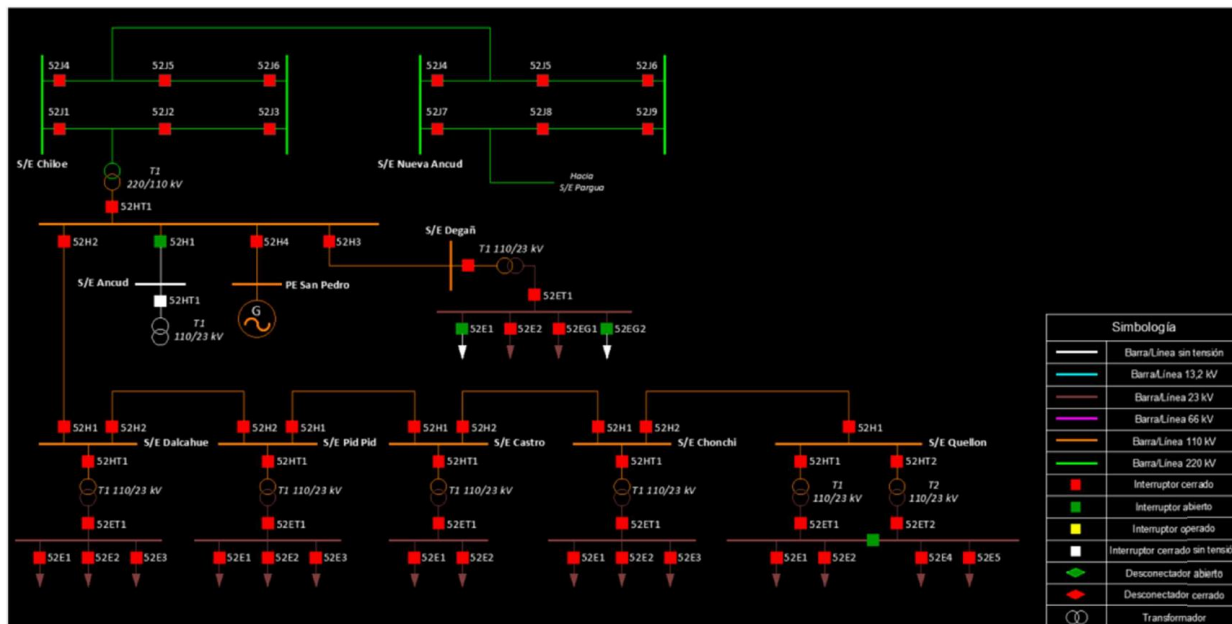 52J4 52J5 52J6 52J4 52J5 52J6
52J1 52J2 52J3 52J7 52J8 52J9
S/E Chiloe S/E Nueva Ancud
T1
220/110 kV
Hacia
S/E Pargua
52HT1
52H2 52H1 52H4 52H3
S/E Degañ
T1 110/23 kV
S/E Ancud PE San Pedro
52HT1 52ET1
T1
110/23 kV
G
52E1 52E2 52EG1 52EG2
52H1 52H2 52H2 52H1 52H1 52H2 52H1 52H2 52H1
S/E Dalcahue S/E Pid Pid S/E Castro S/E Chonchi S/E Quellon
52HT1 52HT1 52HT1 52HT1 52HT1 52HT2
T1 110/23 kV T1 110/23 kV T1 110/23 kV T1 110/23 kV
T1 T2
110/23 kV 110/23 kV
52ET1 52ET1 52ET1 52ET1 52ET1 52ET2
52E1 52E2 52E3 52E1 52E2 52E3 52E1 52E2 52E1 52E2 52E3 52E1 52E2 52E4 52E5
Simbología
Barra/Línea sin tensión
Barra/Línea 13,2 kV
Barra/Línea 23 kV
Barra/Línea 66 kV
Barra/Línea 110 kV
Barra/Línea 220 kV
Interruptor cerrado
Interruptor abierto
Interruptor operado
Interruptor cerrado sin tensió
Desconectador abierto
Desconectador cerrado
Transformador